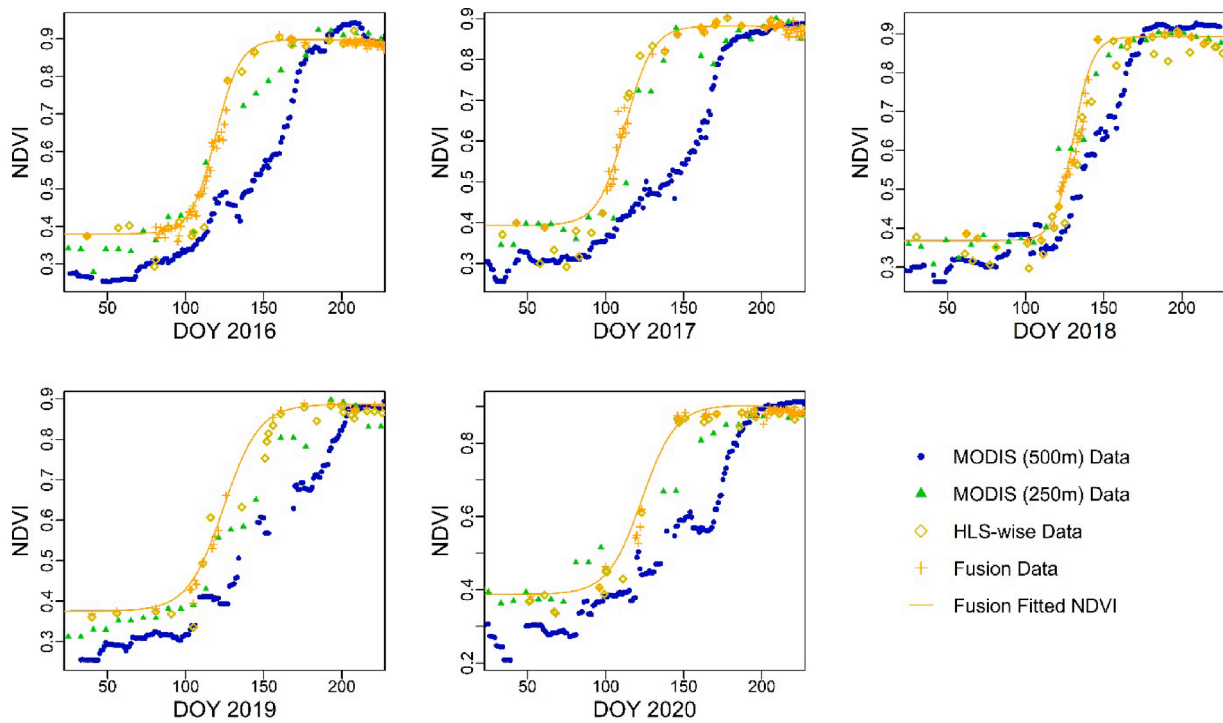 NDVI
0.3 0.4 0.5 0.6 0.7 0.8 0.9
50 100 150 200
DOY 2016
NDVI
0.3 0.4 0.5 0.6 0.7 0.8 0.9
50 100 150 200
DOY 2017
NDVI
0.3 0.4 0.5 0.6 0.7 0.8 0.9
50 100 150 200
DOY 2018
NDVI
0.3 0.4 0.5 0.6 0.7 0.8 0.9
50 100 150 200
DOY 2019
NDVI
0.2 0.4 0.6 0.8
50 100 150 200
DOY 2020
MODIS (500m) Data
MODIS (250m) Data
HLS-wise Data
Fusion Data
Fusion Fitted NDVI